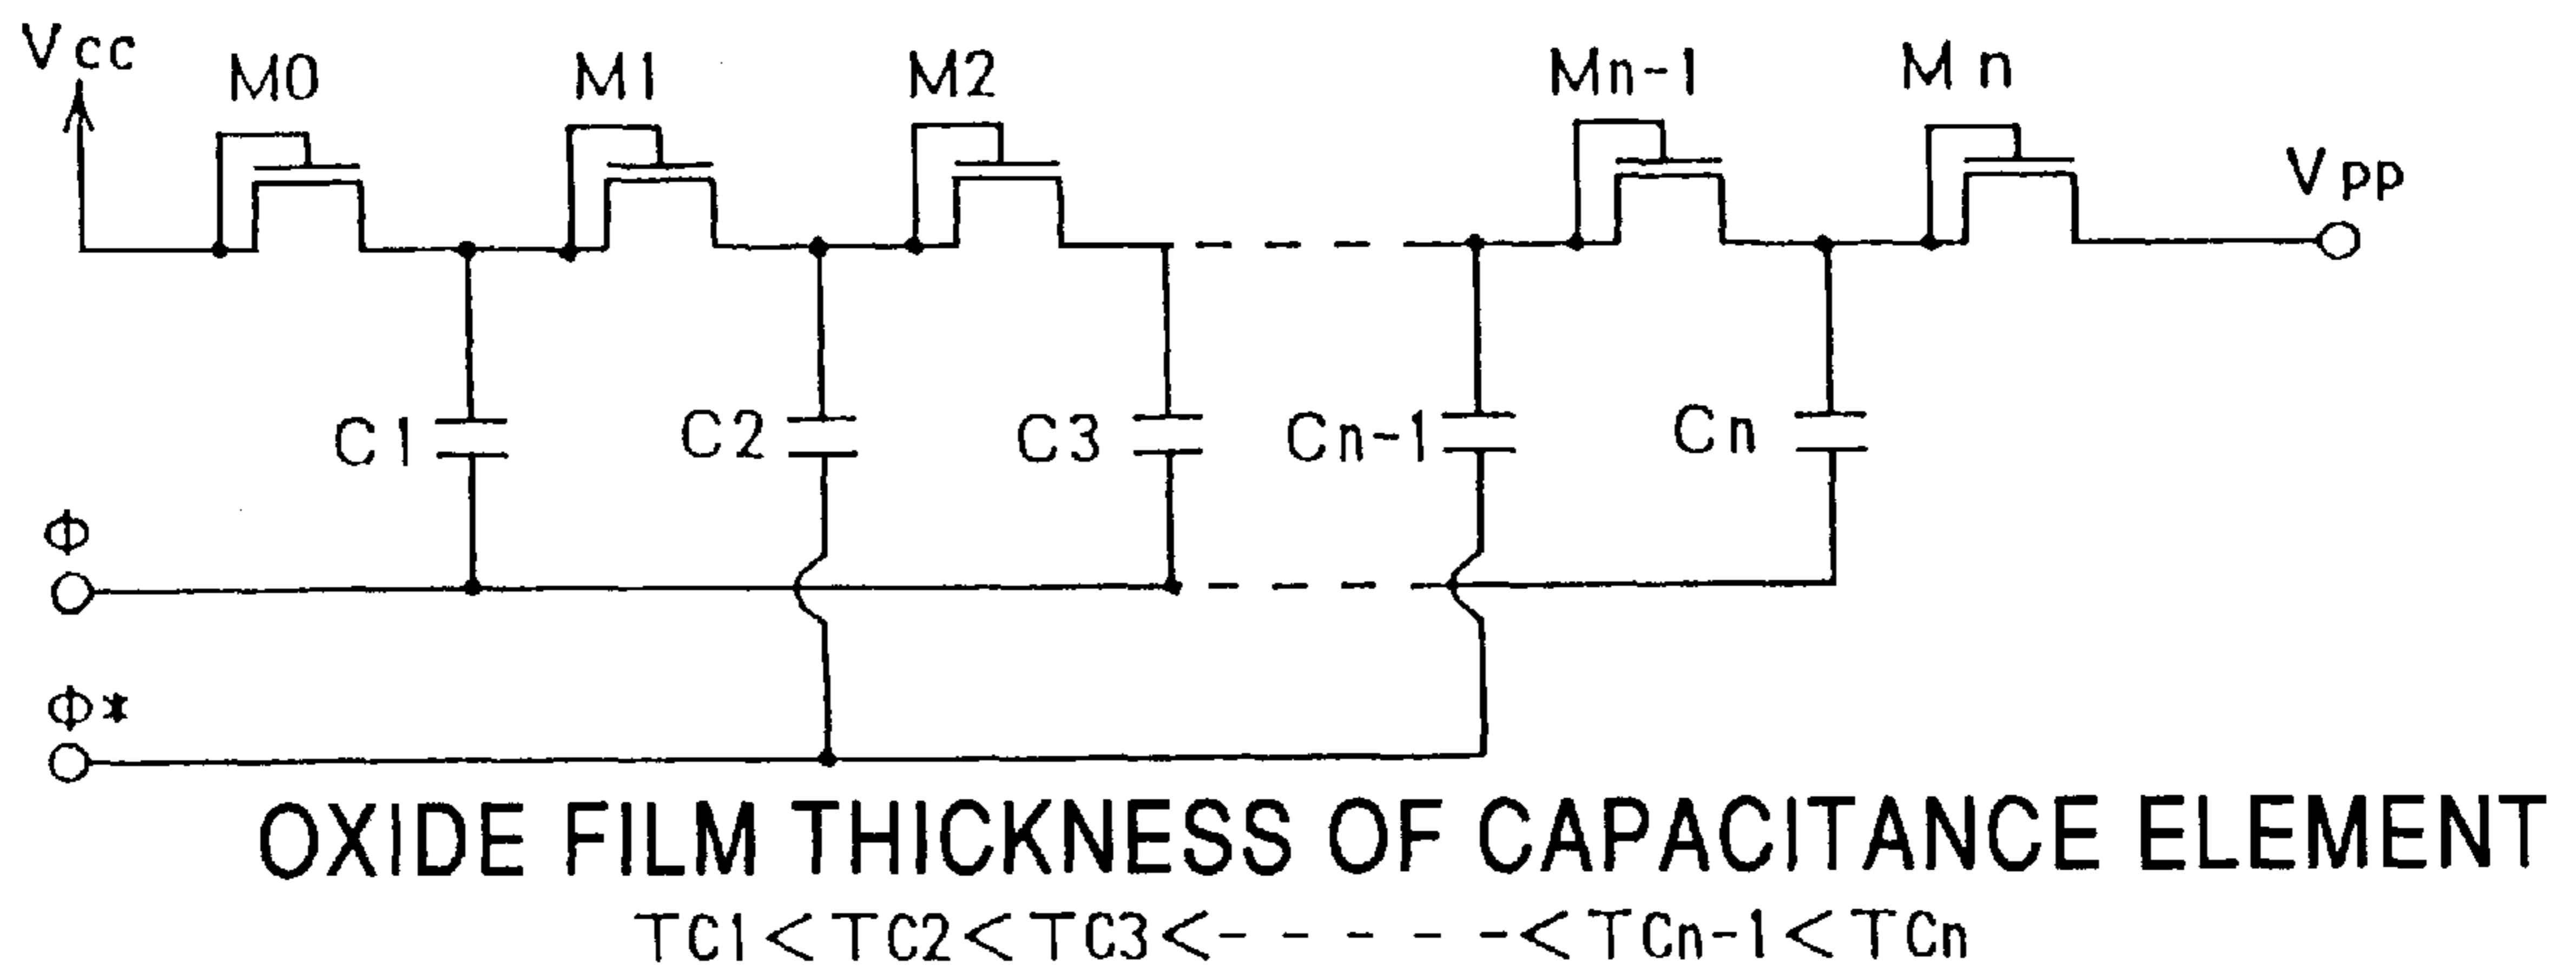 Vcc
M0
M1
M2
Mn-1
Mn
Vpp
C1
C2
C3
Cn-1
Cn
Φ
Φ*
OXIDE FILM THICKNESS OF CAPACITANCE ELEMENT
TC1<TC2<TC3<- - - - - -<TCn-1<TCn